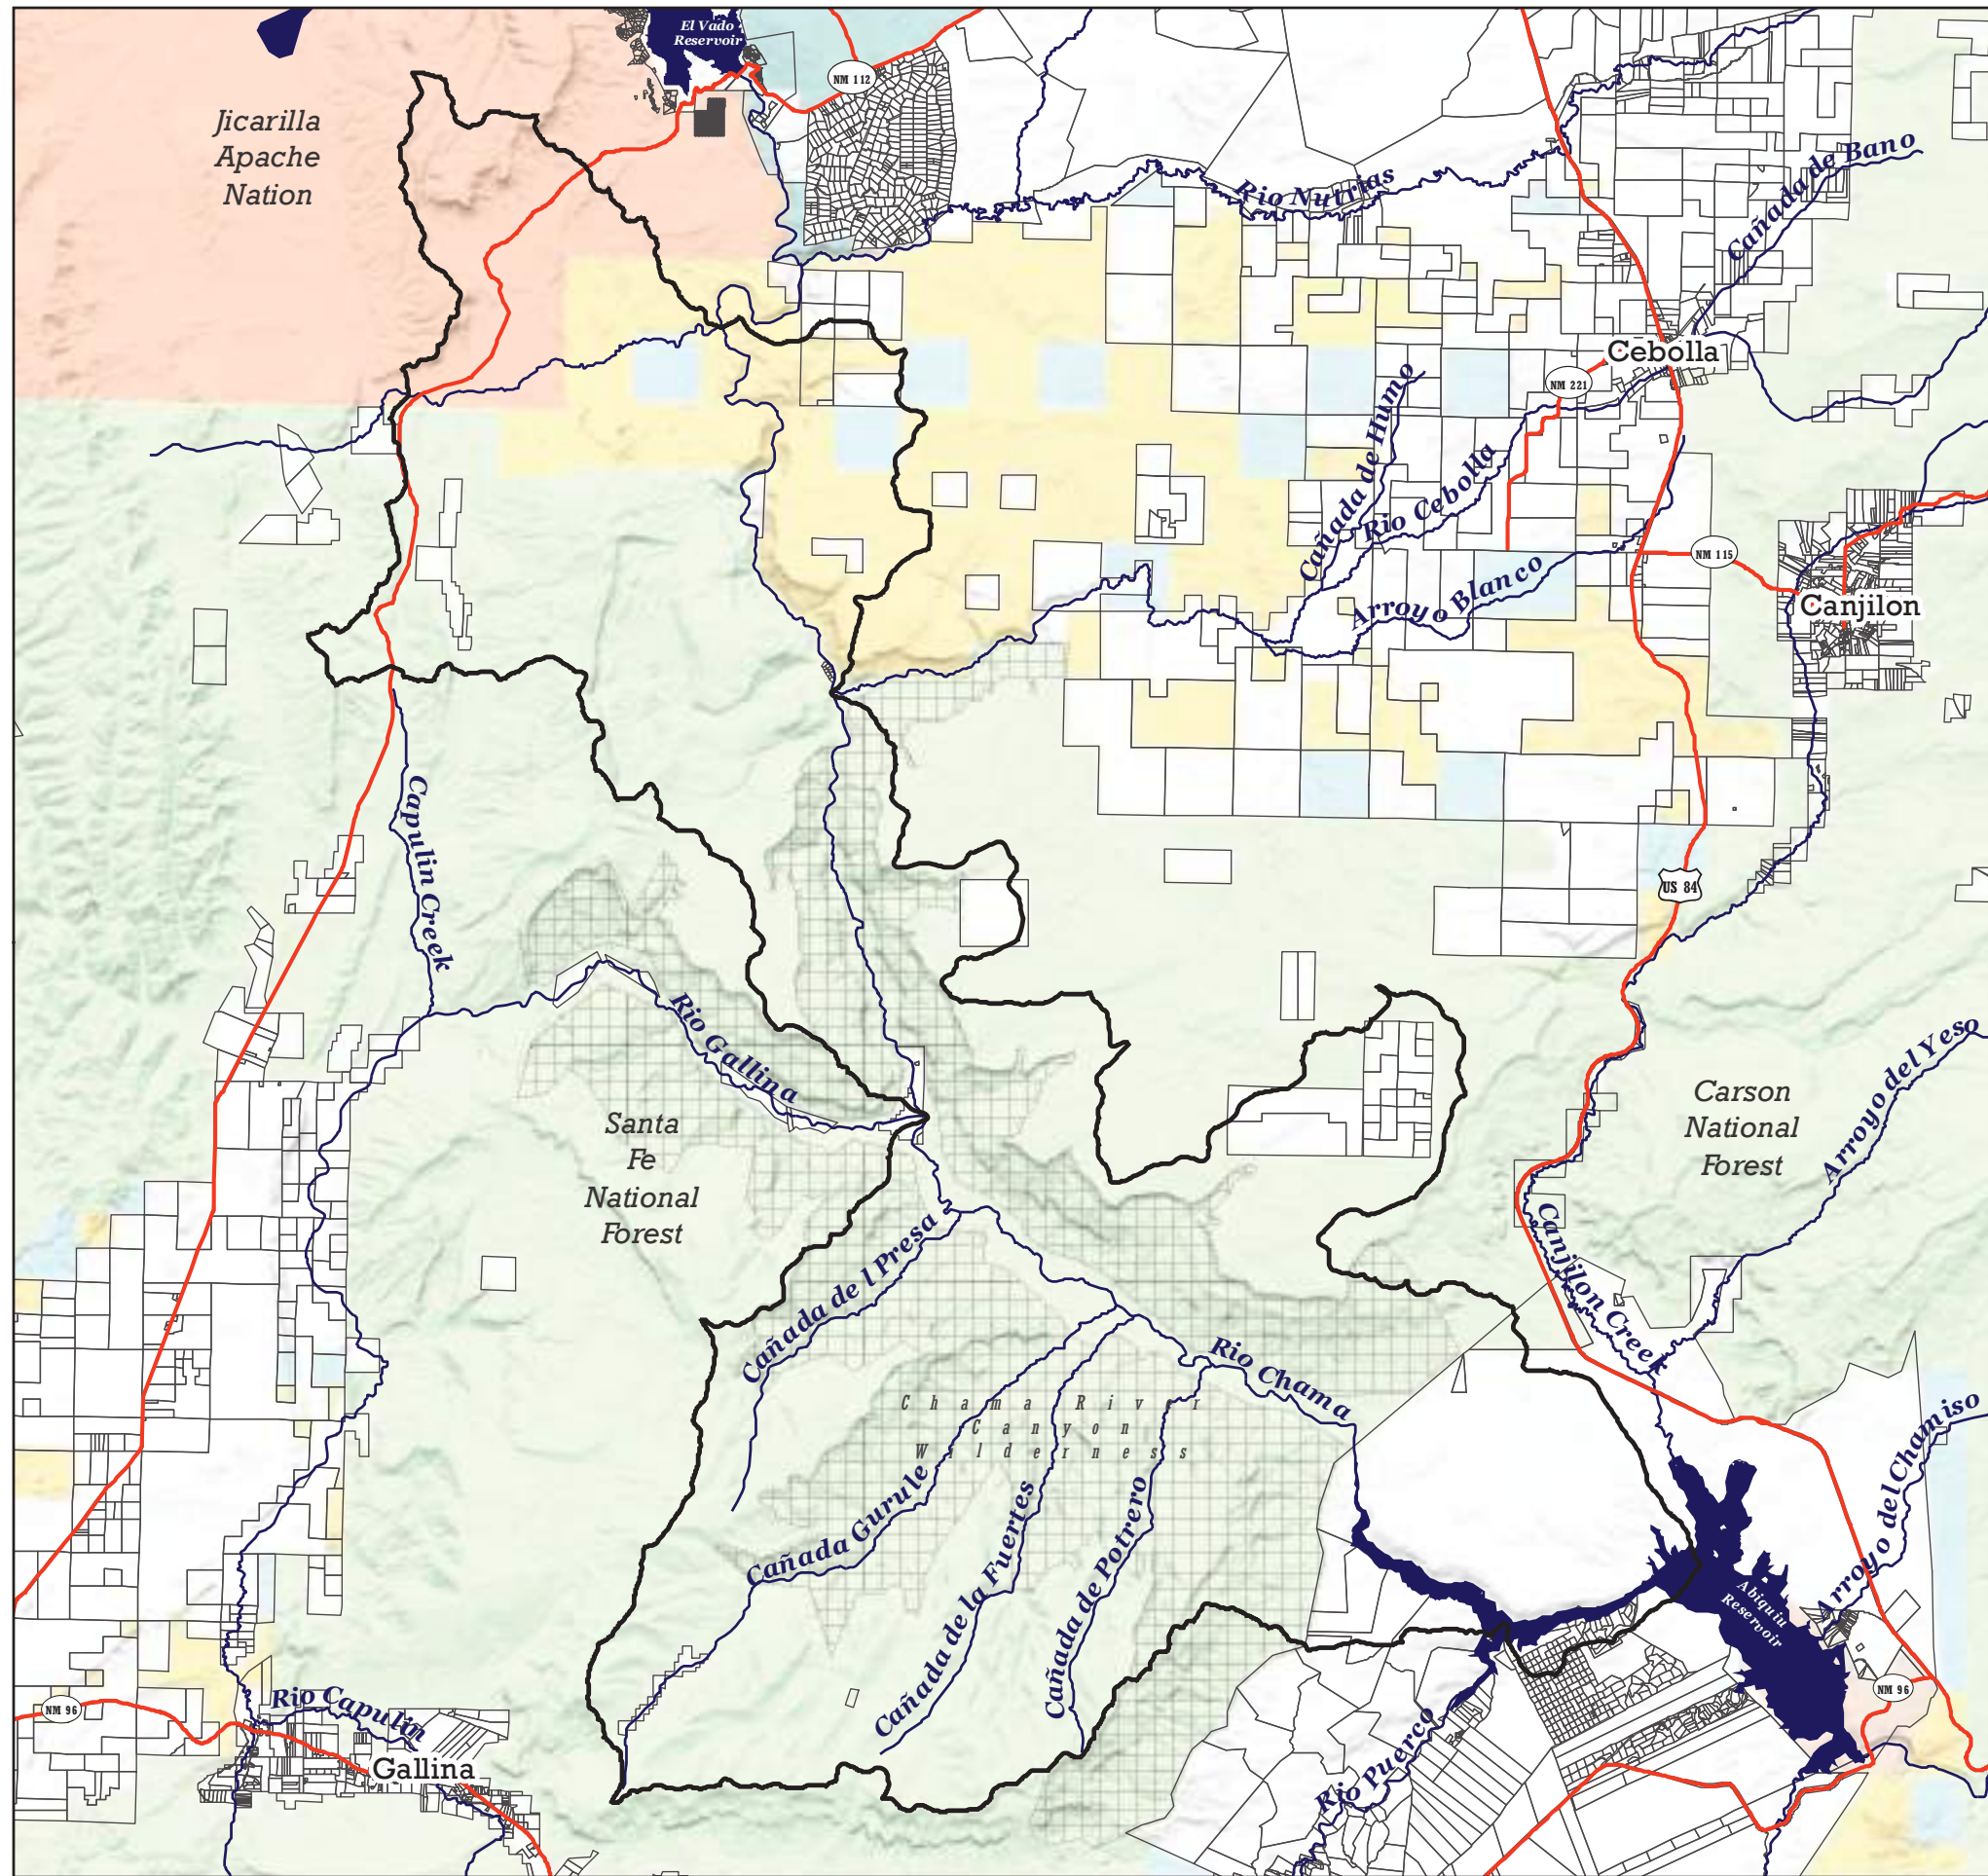 El Vado
Reservoir
NM 112
Jicarilla
Apache
Nation
Rio Nutrias
Cañada de Bano
Cebolla
NM 221
Cañada de Humo
Rio Cebolla
Arroyo Blanco
NM 115
Canjilon
Capulin Creek
US 84
Rio Gallina
Santa
Fe
National
Forest
Carson
National
Forest
Arroyo del Yeso
Cañada de l Presa
Canjilon Creek
Rio Chama
Chama River
Canyon
Wilderness
Cañada Gurule
Cañada de la Fuertes
Cañada de Potrero
Arroyo del Chamiso
Abiquiu
Reservoir
NM 96
Rio Capulin
Gallina
Rio Puerco
NM 96